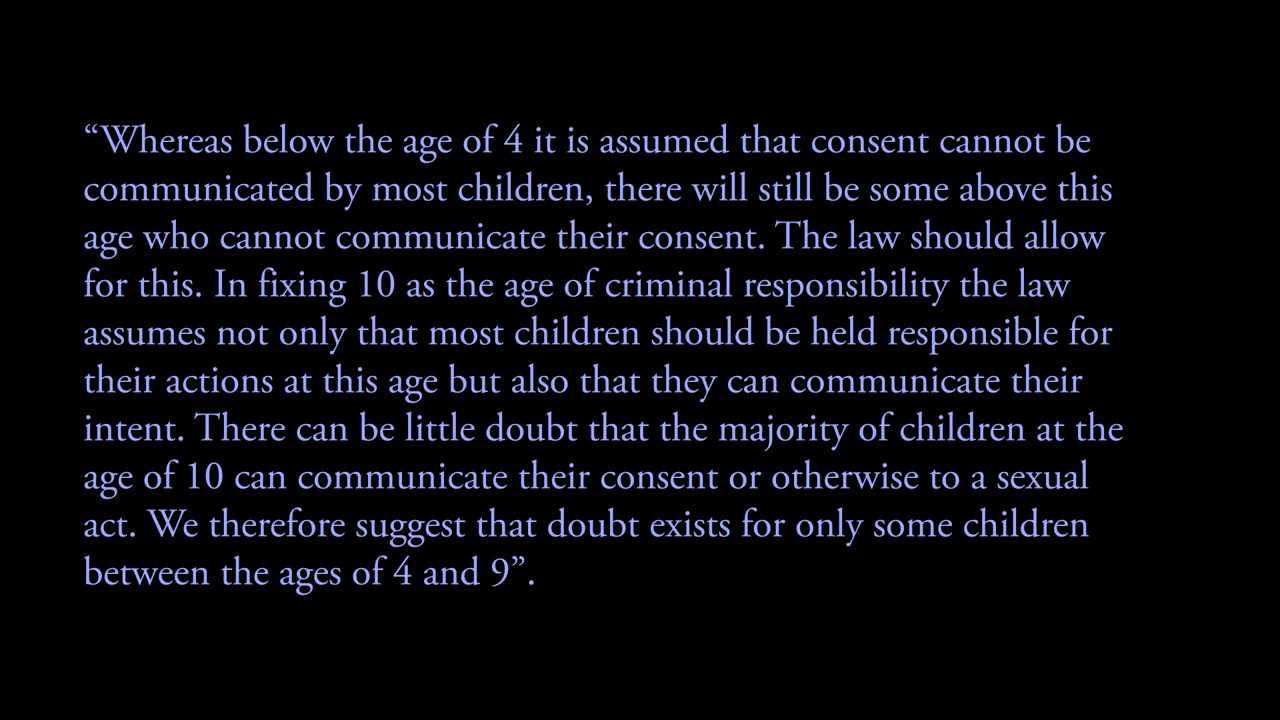 “Whereas below the age of 4 it is assumed that consent cannot be
communicated by most children, there will still be some above this
age who cannot communicate their consent. The law should allow
for this. In fixing 10 as the age of criminal responsibility the law
assumes not only that most children should be held responsible for
their actions at this age but also that they can communicate their
intent. There can be little doubt that the majority of children at the
age of 10 can communicate their consent or otherwise to a sexual
act. We therefore suggest that doubt exists for only some children
between the ages of 4 and 9”.